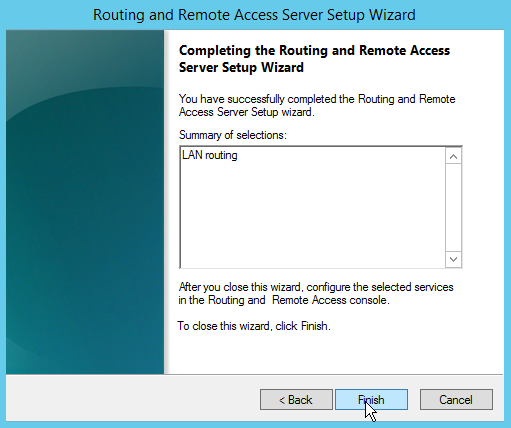 Routing and Remote Access Server Setup Wizard
Completing the Routing and Remote Access
Server Setup Wizard
You have successfully completed the Routing and Remote
Access Server Setup wizard.
Summary of selections:
LAN routing
After you close this wizard, configure the selected services
in the Routing and  Remote Access console.
To close this wizard, click Finish.
< Back
Finish
Cancel